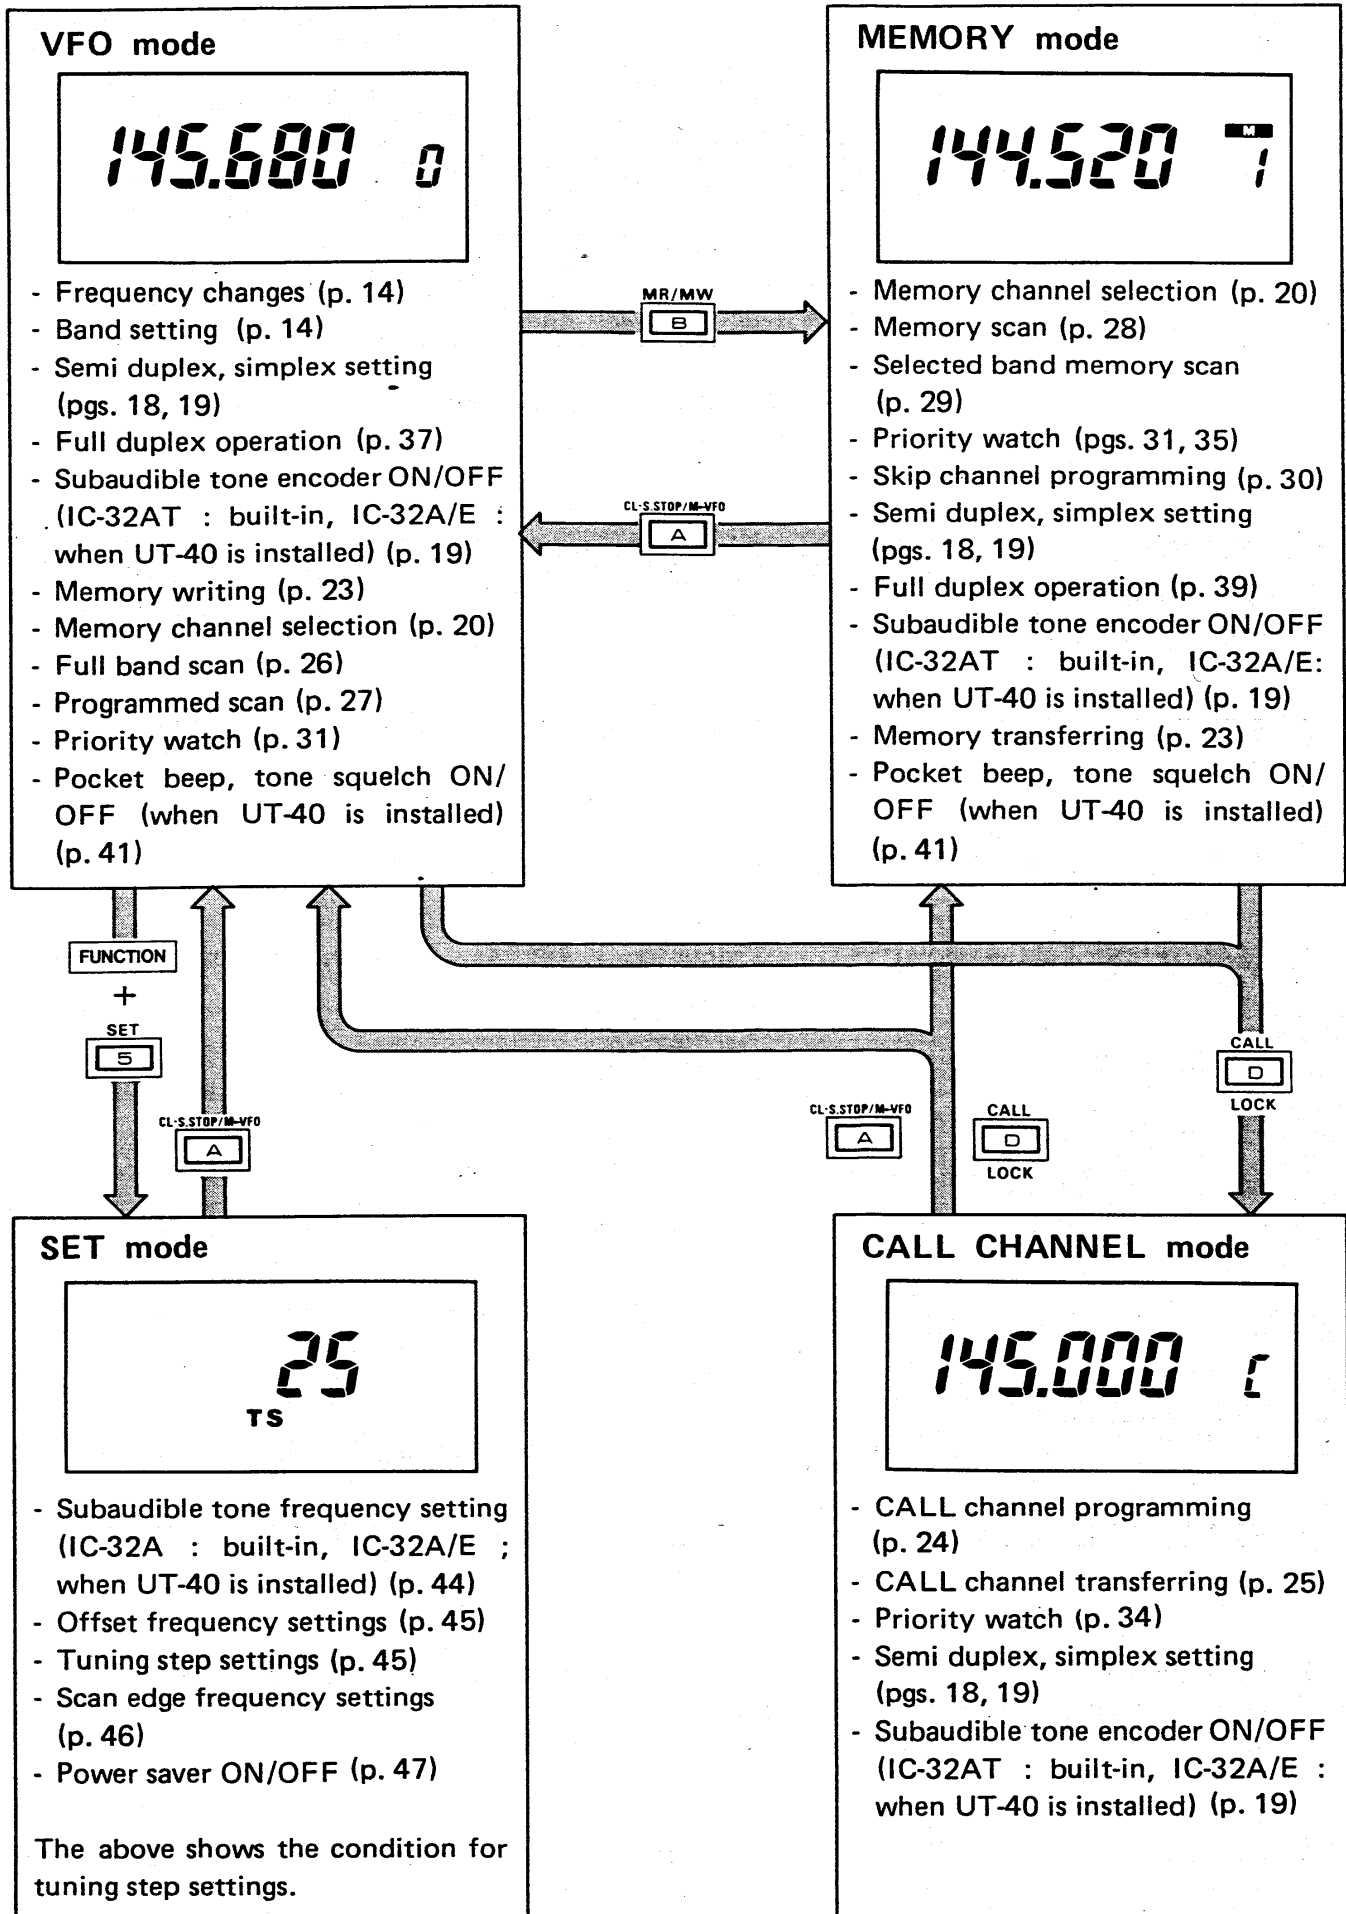 VFO mode
145.680 0
- Frequency changes (p. 14)
- Band setting (p. 14)
- Semi duplex, simplex setting
(pgs. 18, 19)
- Full duplex operation (p. 37)
- Subaudible tone encoder ON/OFF
(IC-32AT : built-in, IC-32A/E :
when UT-40 is installed) (p. 19)
- Memory writing (p. 23)
- Memory channel selection (p. 20)
- Full band scan (p. 26)
- Programmed scan (p. 27)
- Priority watch (p. 31)
- Pocket beep, tone squelch ON/
OFF (when UT-40 is installed)
(p. 41)
MR/MW
B
CL·S.STOP/M–VFO
A
MEMORY mode
M
144.520 1
- Memory channel selection (p. 20)
- Memory scan (p. 28)
- Selected band memory scan
(p. 29)
- Priority watch (pgs. 31, 35)
- Skip channel programming (p. 30)
- Semi duplex, simplex setting
(pgs. 18, 19)
- Full duplex operation (p. 39)
- Subaudible tone encoder ON/OFF
(IC-32AT : built-in, IC-32A/E:
when UT-40 is installed) (p. 19)
- Memory transferring (p. 23)
- Pocket beep, tone squelch ON/
OFF (when UT-40 is installed)
(p. 41)
FUNCTION
+
SET
5
CL·S.STOP/M–VFO
A
CL·S.STOP/M–VFO
A
CALL
D
LOCK
CALL
D
LOCK
SET mode
25
TS
- Subaudible tone frequency setting
(IC-32A : built-in, IC-32A/E ;
when UT-40 is installed) (p. 44)
- Offset frequency settings (p. 45)
- Tuning step settings (p. 45)
- Scan edge frequency settings
(p. 46)
- Power saver ON/OFF (p. 47)
The above shows the condition for
tuning step settings.
CALL CHANNEL mode
145.000 C
- CALL channel programming
(p. 24)
- CALL channel transferring (p. 25)
- Priority watch (p. 34)
- Semi duplex, simplex setting
(pgs. 18, 19)
- Subaudible tone encoder ON/OFF
(IC-32AT : built-in, IC-32A/E :
when UT-40 is installed) (p. 19)